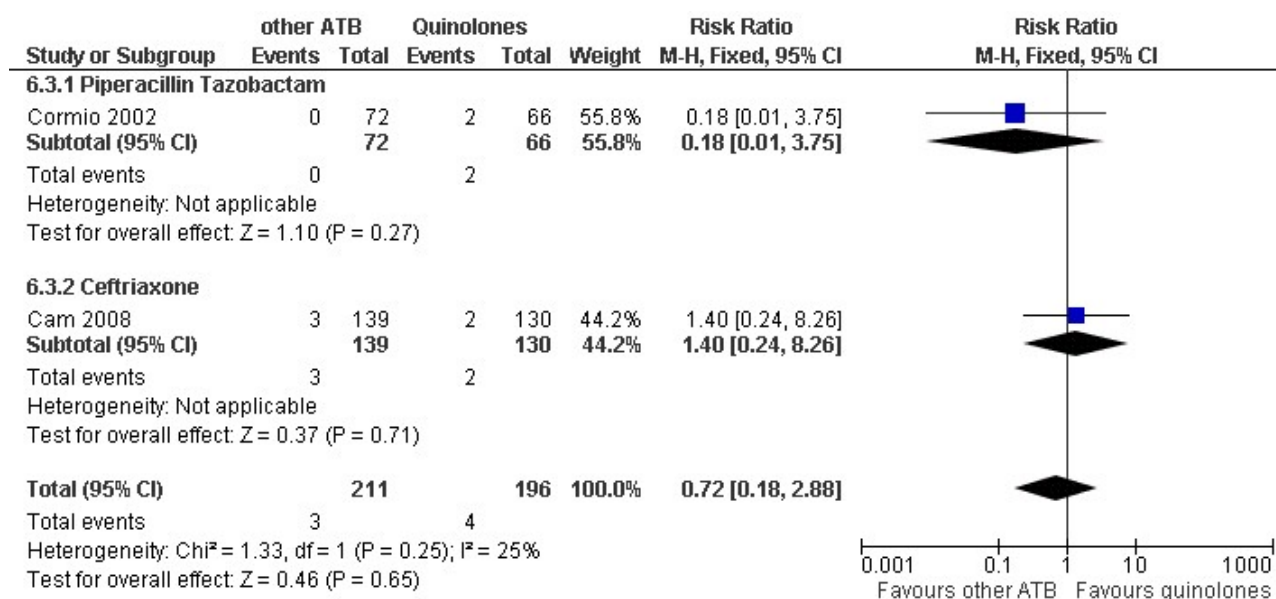 other ATB Quinolones Risk Ratio Risk Ratio
Study or Subgroup Events Total Events Total Weight M-H, Fixed, 95% CI M-H, Fixed, 95% CI
6.3.1 Piperacillin Tazobactam
Cormio 2002 0 72 2 66 55.8% 0.18 [0.01, 3.75]
Subtotal (95% CI) 72 66 55.8% 0.18 [0.01, 3.75]
Total events 0 2
Heterogeneity: Not applicable
Test for overall effect: Z = 1.10 (P = 0.27)
6.3.2 Ceftriaxone
Cam 2008 3 139 2 130 44.2% 1.40 [0.24, 8.26]
Subtotal (95% CI) 139 130 44.2% 1.40 [0.24, 8.26]
Total events 3 2
Heterogeneity: Not applicable
Test for overall effect: Z = 0.37 (P = 0.71)
Total (95% CI) 211 196 100.0% 0.72 [0.18, 2.88]
Total events 3 4
Heterogeneity: Chi² = 1.33, df = 1 (P = 0.25); I² = 25%
Test for overall effect: Z = 0.46 (P = 0.65)
0.001 0.1 1 10 1000
Favours other ATB Favours quinolones